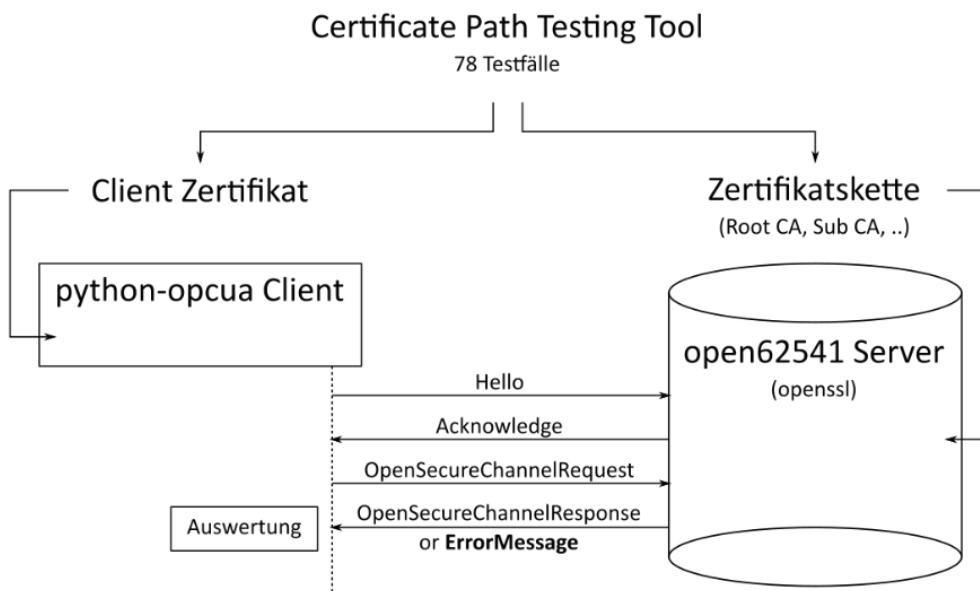 Certificate Path Testing Tool
78 Testfälle
Client Zertifikat
Zertifikatskette
(Root CA, Sub CA, ..)
python-opcua Client
open62541 Server
(openssl)
Hello
Acknowledge
OpenSecureChannelRequest
Auswertung
OpenSecureChannelResponse
or ErrorMessage